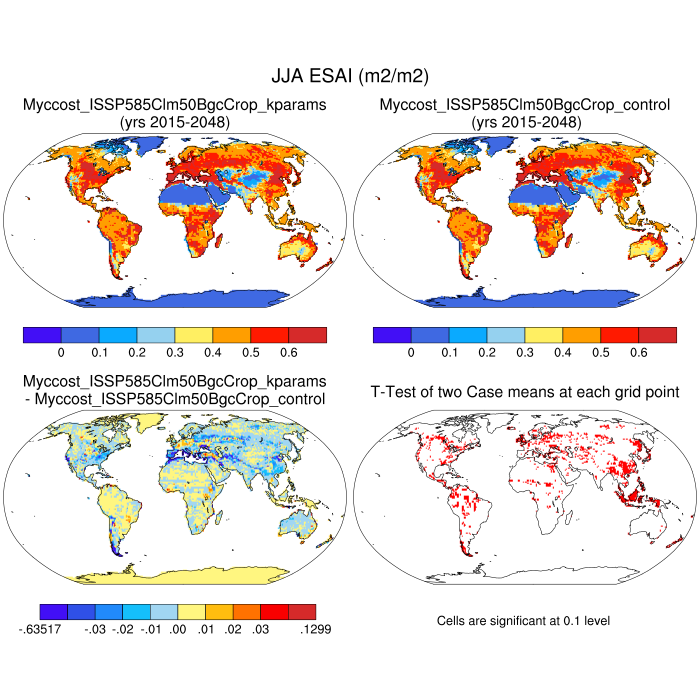 JJA ESAI (m2/m2)
Myccost_ISSP585Clm50BgcCrop_kparams
(yrs 2015-2048)
Myccost_ISSP585Clm50BgcCrop_control
(yrs 2015-2048)
0 0.1 0.2 0.3 0.4 0.5 0.6
0 0.1 0.2 0.3 0.4 0.5 0.6
Myccost_ISSP585Clm50BgcCrop_kparams
- Myccost_ISSP585Clm50BgcCrop_control
T-Test of two Case means at each grid point
-.63517 -.03 -.02 -.01 .00 .01 .02 .03 .1299
Cells are significant at 0.1 level